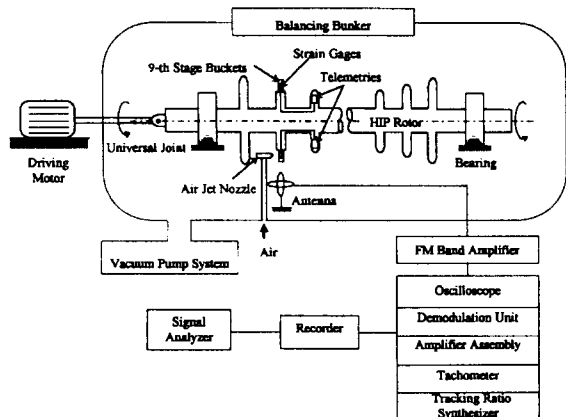 Balancing Bunker
Strain Gages
9-th Stage Buckets
Telemetries
HIP Rotor
Universal Joint
Driving
Motor
Bearing
Air Jet Nozzle
Antenna
Air
Vacuum Pump System
FM Band Amplifier
Oscilloscope
Demodulation Unit
Amplifier Assembly
Tachometer
Tracking Ratio
Synthesizer
Recorder
Signal
Analyzer